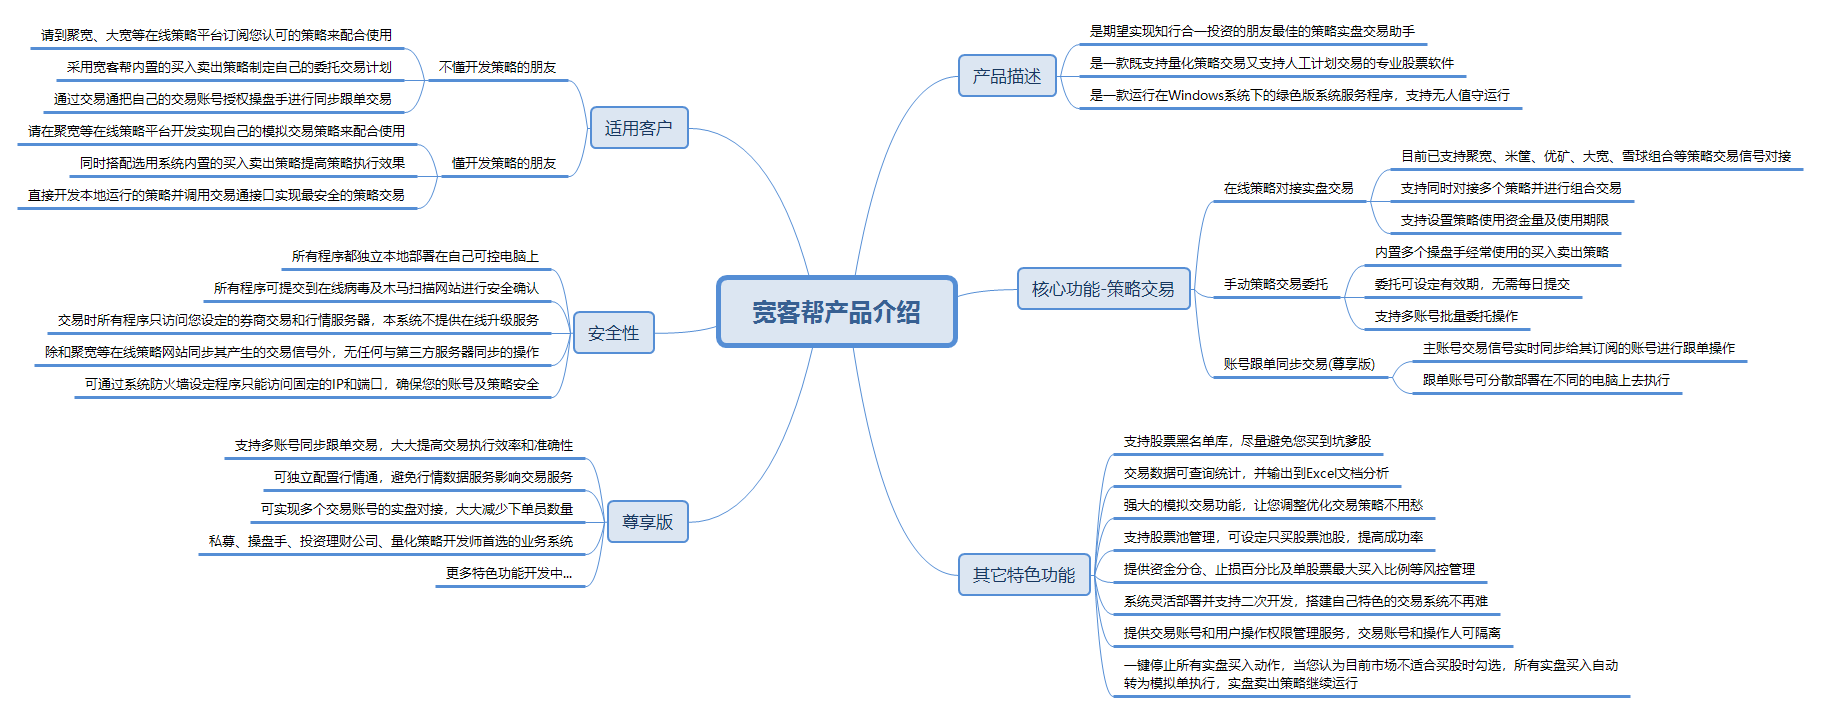 宽客帮产品介绍
产品描述
是期望实现知行合一投资的朋友最佳的策略实盘交易助手
是一款既支持量化策略交易又支持人工计划交易的专业股票软件
是一款运行在Windows系统下的绿色版系统服务程序，支持无人值守运行
核心功能-策略交易
在线策略对接实盘交易
目前已支持聚宽、米筐、优矿、大宽、雪球组合等策略交易信号对接
支持同时对接多个策略并进行组合交易
支持设置策略使用资金量及使用期限
手动策略交易委托
内置多个操盘手经常使用的买入卖出策略
委托可设定有效期，无需每日提交
支持多账号批量委托操作
账号跟单同步交易(尊享版)
主账号交易信号实时同步给其订阅的账号进行跟单操作
跟单账号可分散部署在不同的电脑上去执行
其它特色功能
支持股票黑名单库，尽量避免您买到坑爹股
交易数据可查询统计，并输出到Excel文档分析
强大的模拟交易功能，让您调整优化交易策略不用愁
支持股票池管理，可设定只买股票池股，提高成功率
提供资金分仓、止损百分比及单股票最大买入比例等风控管理
系统灵活部署并支持二次开发，搭建自己特色的交易系统不再难
提供交易账号和用户操作权限管理服务，交易账号和操作人可隔离
一键停止所有实盘买入动作，当您认为目前市场不适合买股时勾选，所有实盘买入自动
转为模拟单执行，实盘卖出策略继续运行
适用客户
不懂开发策略的朋友
请到聚宽、大宽等在线策略平台订阅您认可的策略来配合使用
采用宽客帮内置的买入卖出策略制定自己的委托交易计划
通过交易通把自己的交易账号授权操盘手进行同步跟单交易
懂开发策略的朋友
请在聚宽等在线策略平台开发实现自己的模拟交易策略来配合使用
同时搭配选用系统内置的买入卖出策略提高策略执行效果
直接开发本地运行的策略并调用交易通接口实现最安全的策略交易
安全性
所有程序都独立本地部署在自己可控电脑上
所有程序可提交到在线病毒及木马扫描网站进行安全确认
交易时所有程序只访问您设定的券商交易和行情服务器，本系统不提供在线升级服务
除和聚宽等在线策略网站同步其产生的交易信号外，无任何与第三方服务器同步的操作
可通过系统防火墙设定程序只能访问固定的IP和端口，确保您的账号及策略安全
尊享版
支持多账号同步跟单交易，大大提高交易执行效率和准确性
可独立配置行情通，避免行情数据服务影响交易服务
可实现多个交易账号的实盘对接，大大减少下单员数量
私募、操盘手、投资理财公司、量化策略开发师首选的业务系统
更多特色功能开发中...